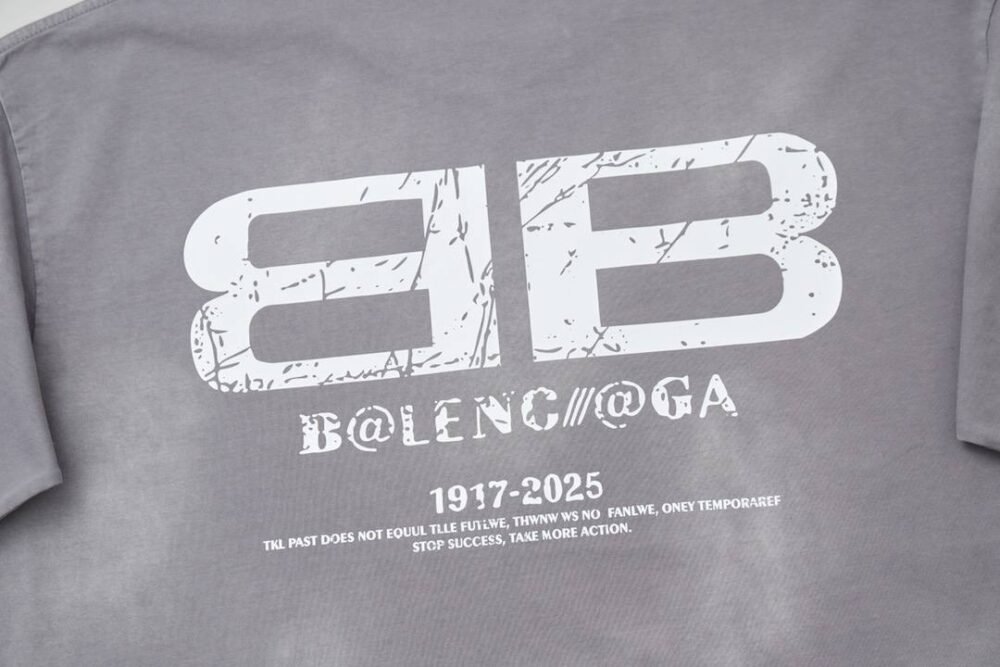 BB
B@LENC///@GA
1917-2025
TKL PAST DOES NOT EQUUL TLLE FUTLWE, THWNW WS NO FANLWE, ONEY TEMPORAREF
STOP SUCCESS, TAKE MORE ACTION.